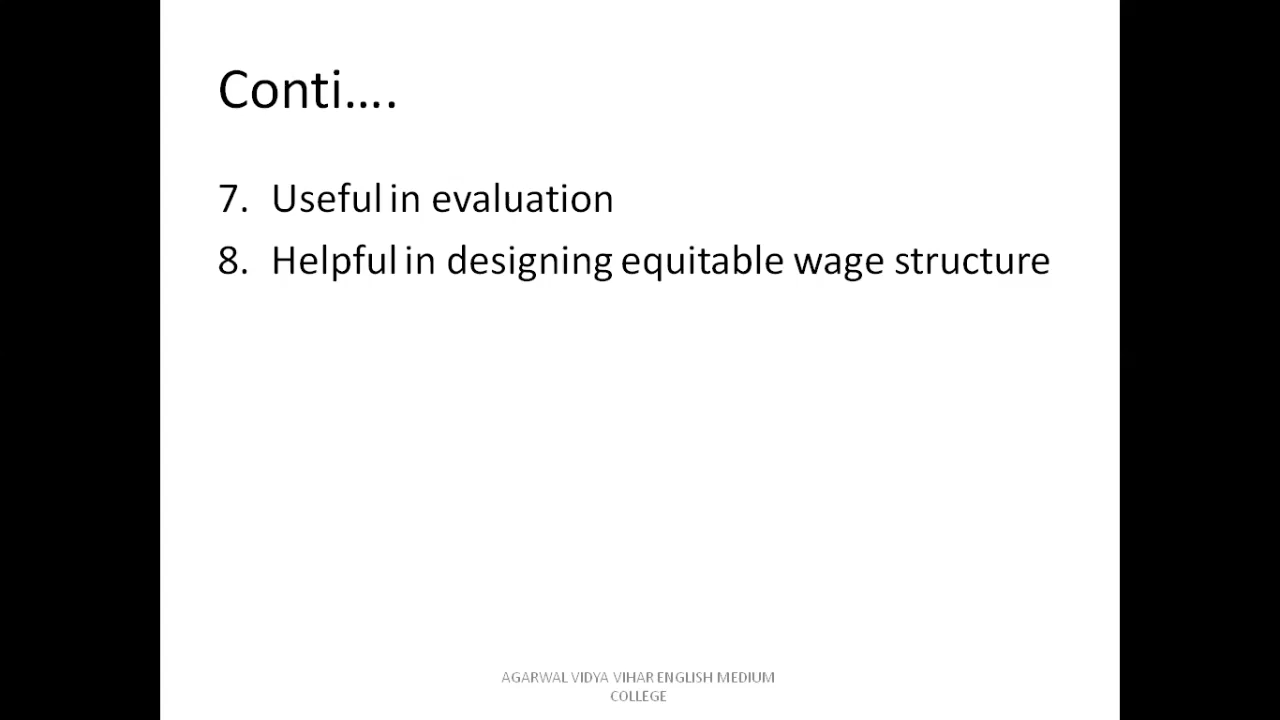 Conti....
7. Useful in evaluation
8. Helpful in designing equitable wage structure
AGARWAL VIDYA VIHAR ENGLISH MEDIUM
COLLEGE